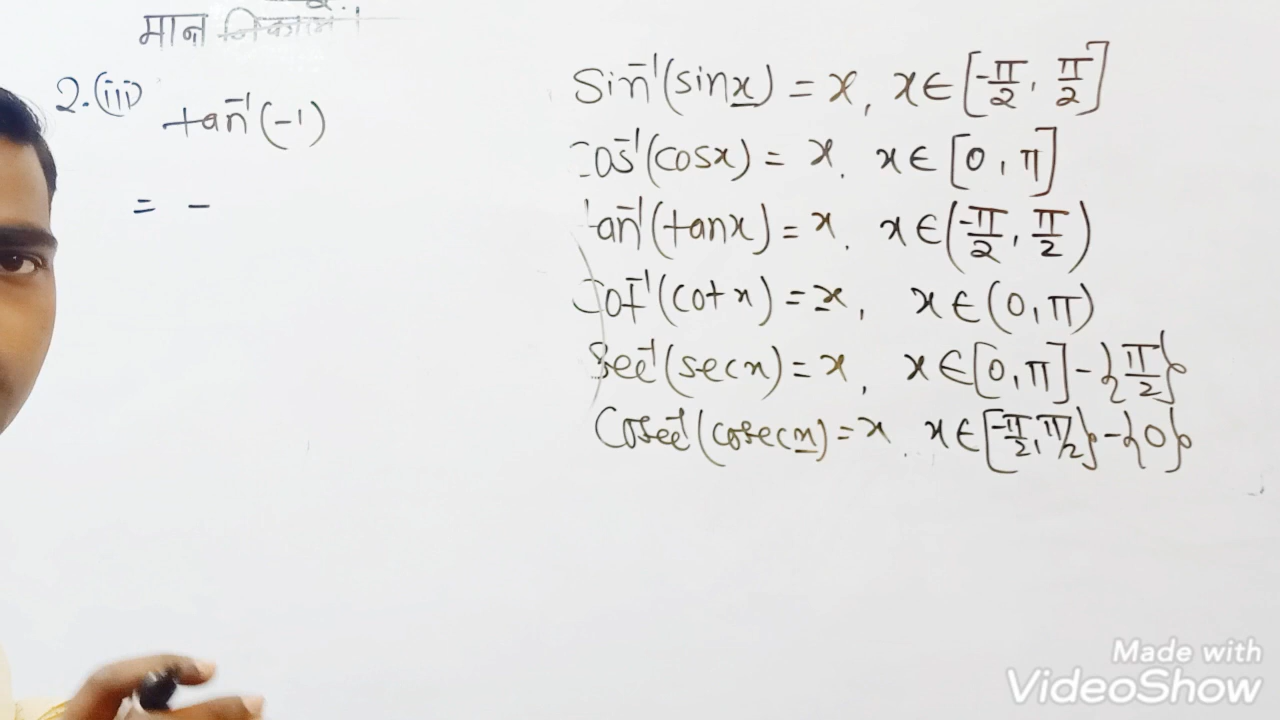 मान निकालें।
2.(iii) tan⁻¹(-1)
= -
Sin⁻¹(sinx) = x, x∈[-π/2, π/2]
Cos⁻¹(cosx) = x. x∈[0, π]
tan⁻¹(tanx) = x. x∈(-π/2, π/2)
Cot⁻¹(cotx) = x, x∈(0, π)
Sec⁻¹(secx) = x, x∈[0, π] - {π/2}
Cosec⁻¹(cosecx) = x. x∈[-π/2, π/2} - {0}
Made with
VideoShow